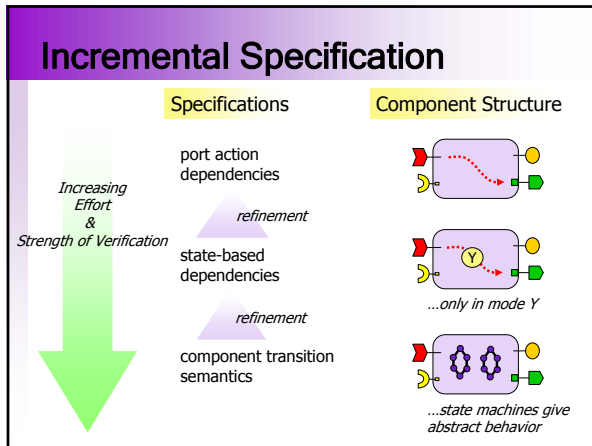 Incremental Specification
Specifications
Component Structure
Increasing
Effort
&
Strength of Verification
port action
dependencies
refinement
state-based
dependencies
Y
...only in mode Y
refinement
component transition
semantics
...state machines give
abstract behavior